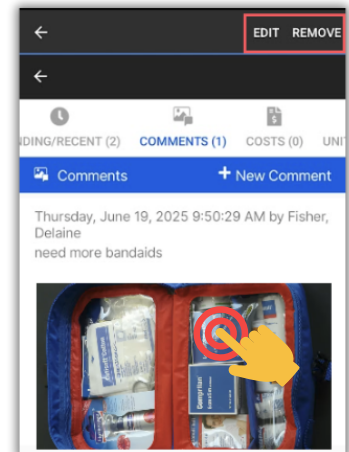 EDIT REMOVE
NDING/RECENT (2) COMMENTS (1) COSTS (0) UNI
Comments + New Comment
Thursday, June 19, 2025 9:50:29 AM by Fisher,
Delaine
need more bandaids